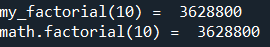 my_factorial(10) =  3628800
math.factorial(10) =  3628800